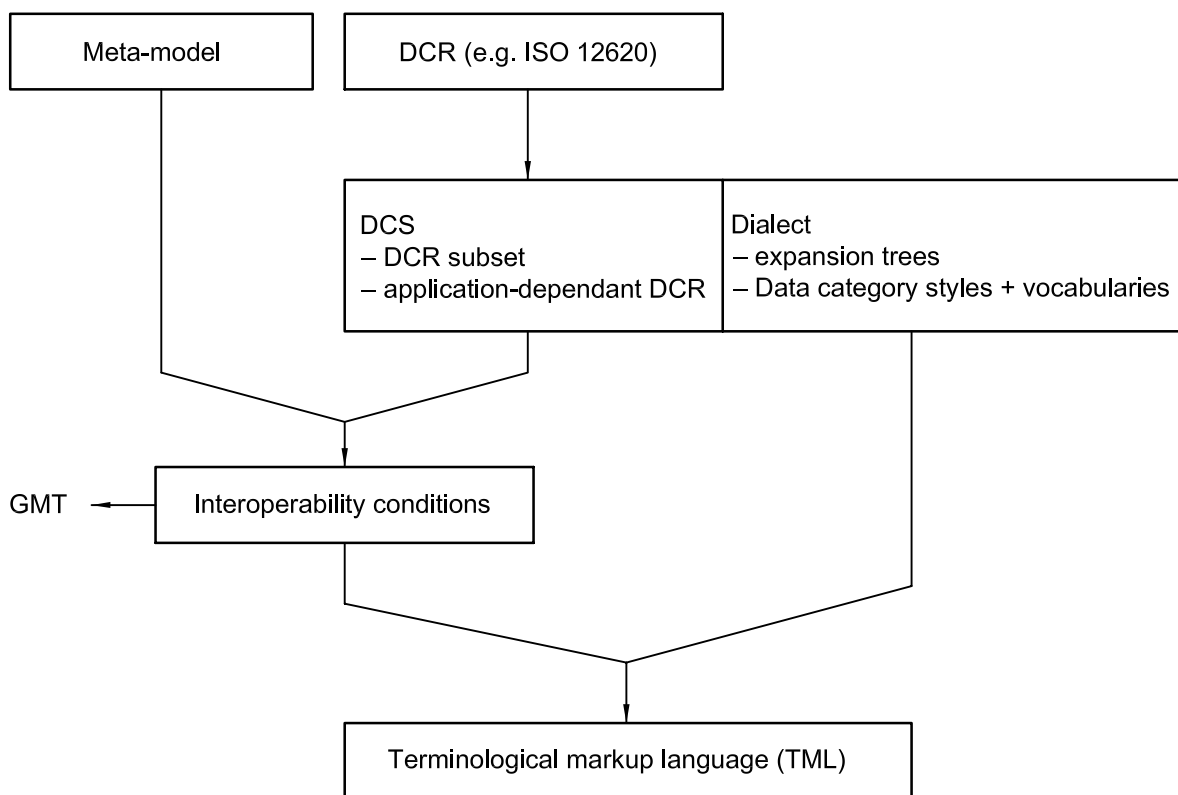 Meta-model
DCR (e.g. ISO 12620)
DCS
– DCR subset
– application-dependant DCR
Dialect
– expansion trees
– Data category styles + vocabularies
GMT
Interoperability conditions
Terminological markup language (TML)